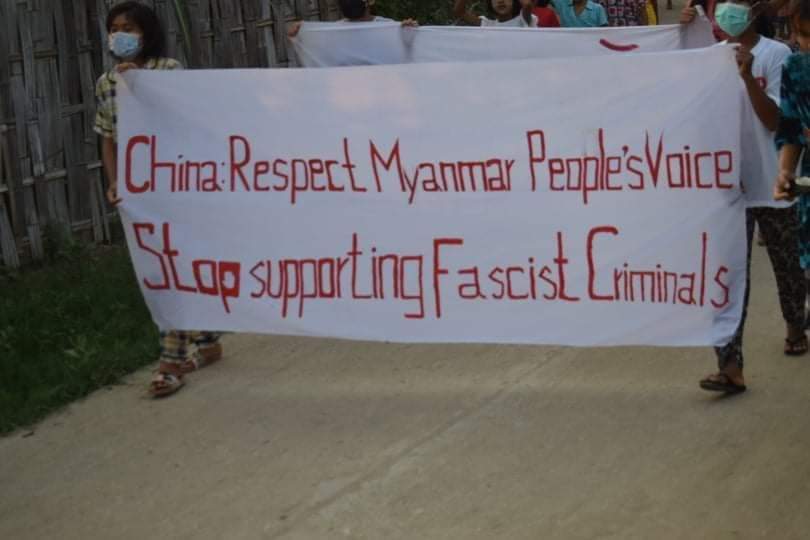 China: Respect Myanmar People's Voice
Stop supporting Fascist Criminals